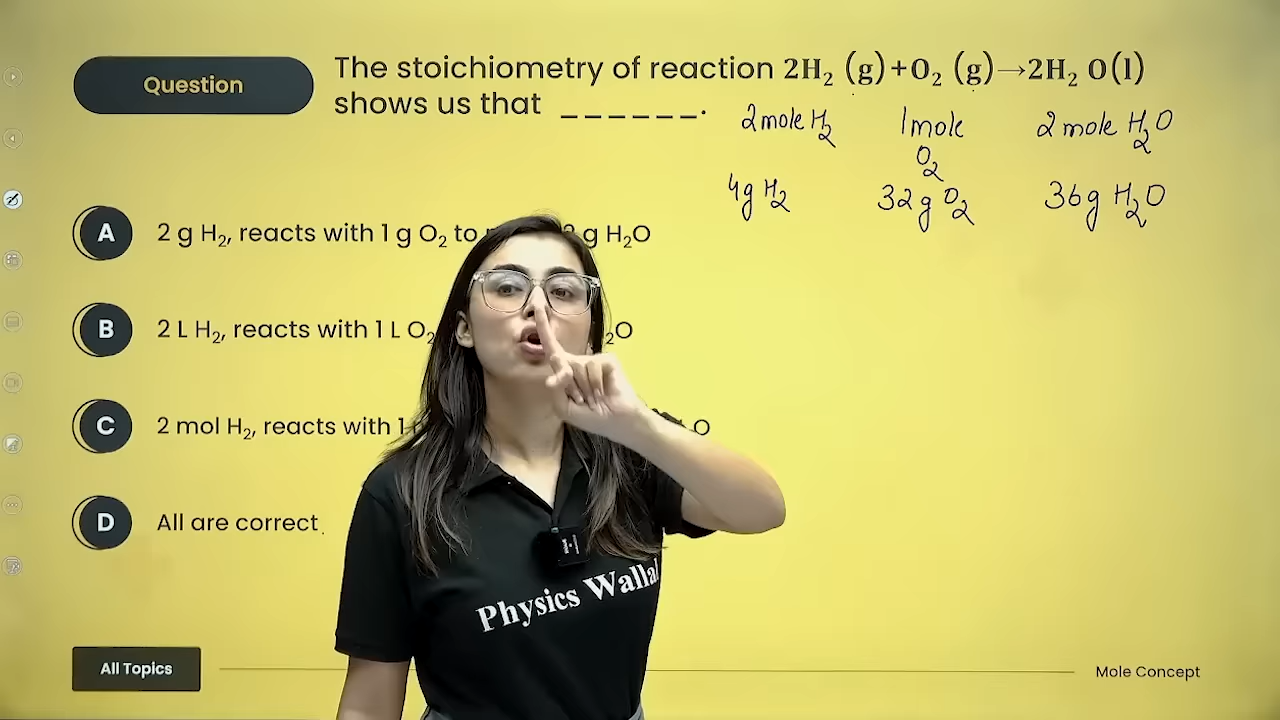 Question
The stoichiometry of reaction 2H₂ (g)+O₂ (g)→2H₂ O(l)
shows us that ______.
2 mole H₂ 1 mole O₂ 2 mole H₂O
4g H₂ 32g O₂ 36g H₂O
A 2 g H₂, reacts with 1 g O₂ to g H₂O
B 2 L H₂, reacts with 1 L O₂
C 2 mol H₂, reacts with 1 O
D All are correct
Physics
All Topics
Mole Concept